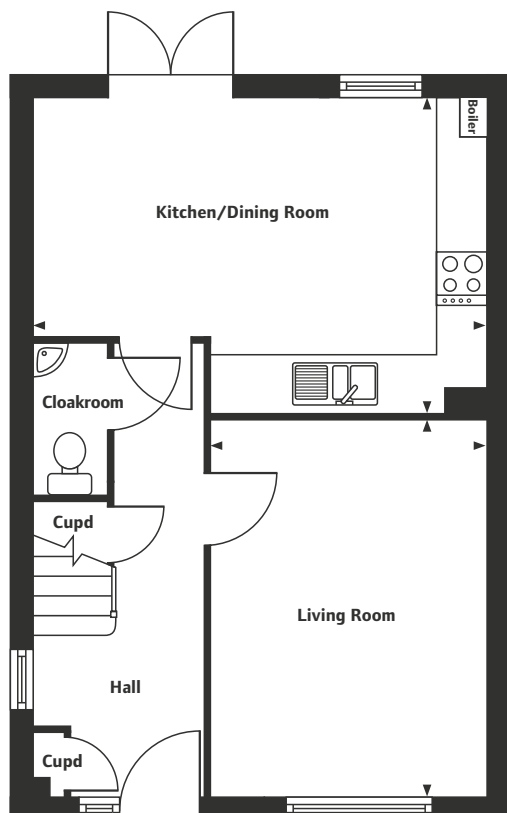 Boiler
Kitchen/Dining Room
Cloakroom
Cupd
Living Room
Hall
Cupd